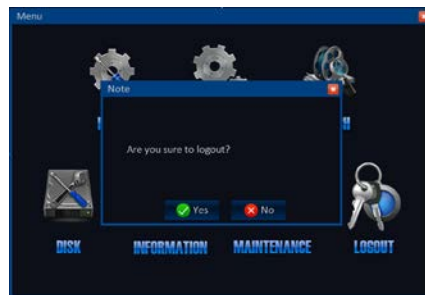 Menu
Note
Are you sure to logout?
Yes
No
DISK
INFORMATION
MAINTENANCE
LOGOUT